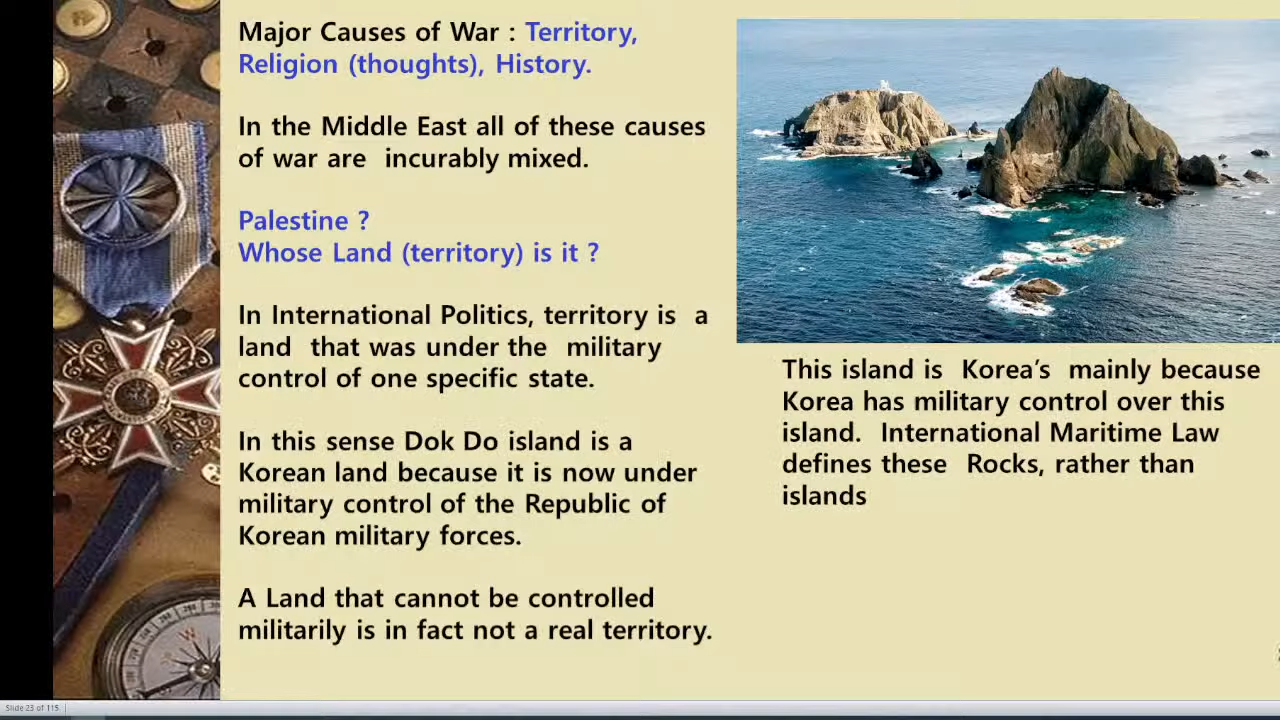 Major Causes of War : Territory,
Religion (thoughts), History.
In the Middle East all of these causes
of war are incurably mixed.
Palestine ?
Whose Land (territory) is it ?
In International Politics, territory is a
land that was under the military
control of one specific state.
In this sense Dok Do island is a
Korean land because it is now under
military control of the Republic of
Korean military forces.
A Land that cannot be controlled
militarily is in fact not a real territory.
This island is Korea's mainly because
Korea has military control over this
island. International Maritime Law
defines these Rocks, rather than
islands
Slide 23 of 115